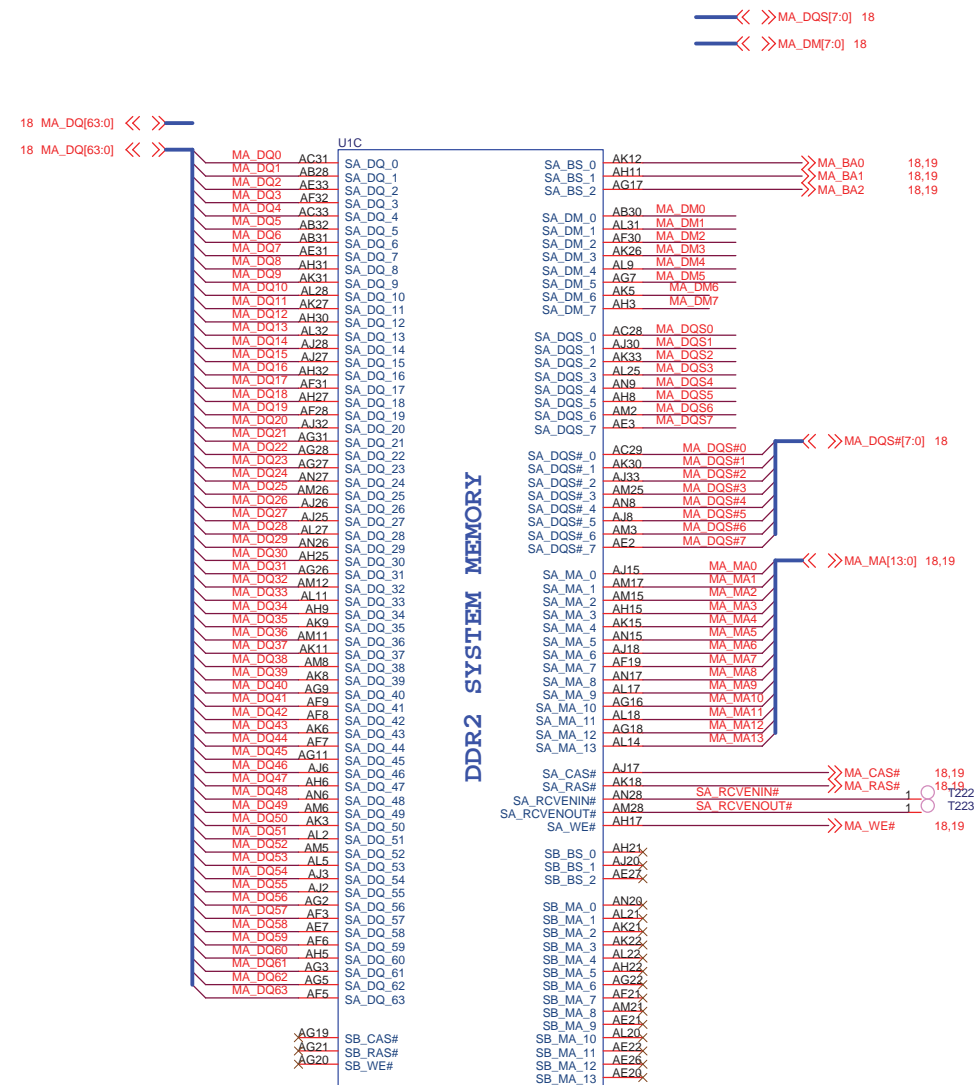 MA_DQS[7:0] 18
MA_DM[7:0] 18
18 MA_DQ[63:0]
18 MA_DQ[63:0]
U1C
DDR2 SYSTEM MEMORY
MA_DQ0 AC31 SA_DQ_0
MA_DQ1 AB28 SA_DQ_1
MA_DQ2 AE33 SA_DQ_2
MA_DQ3 AF32 SA_DQ_3
MA_DQ4 AC33 SA_DQ_4
MA_DQ5 AB32 SA_DQ_5
MA_DQ6 AB31 SA_DQ_6
MA_DQ7 AE31 SA_DQ_7
MA_DQ8 AH31 SA_DQ_8
MA_DQ9 AK31 SA_DQ_9
MA_DQ10 AL28 SA_DQ_10
MA_DQ11 AK27 SA_DQ_11
MA_DQ12 AH30 SA_DQ_12
MA_DQ13 AL32 SA_DQ_13
MA_DQ14 AJ28 SA_DQ_14
MA_DQ15 AJ27 SA_DQ_15
MA_DQ16 AH32 SA_DQ_16
MA_DQ17 AF31 SA_DQ_17
MA_DQ18 AH27 SA_DQ_18
MA_DQ19 AF28 SA_DQ_19
MA_DQ20 AJ32 SA_DQ_20
MA_DQ21 AG31 SA_DQ_21
MA_DQ22 AG28 SA_DQ_22
MA_DQ23 AG27 SA_DQ_23
MA_DQ24 AN27 SA_DQ_24
MA_DQ25 AM26 SA_DQ_25
MA_DQ26 AJ26 SA_DQ_26
MA_DQ27 AJ25 SA_DQ_27
MA_DQ28 AL27 SA_DQ_28
MA_DQ29 AN26 SA_DQ_29
MA_DQ30 AH25 SA_DQ_30
MA_DQ31 AG26 SA_DQ_31
MA_DQ32 AM12 SA_DQ_32
MA_DQ33 AL11 SA_DQ_33
MA_DQ34 AH9 SA_DQ_34
MA_DQ35 AK9 SA_DQ_35
MA_DQ36 AM11 SA_DQ_36
MA_DQ37 AK11 SA_DQ_37
MA_DQ38 AM8 SA_DQ_38
MA_DQ39 AK8 SA_DQ_39
MA_DQ40 AG9 SA_DQ_40
MA_DQ41 AF9 SA_DQ_41
MA_DQ42 AF8 SA_DQ_42
MA_DQ43 AK6 SA_DQ_43
MA_DQ44 AF7 SA_DQ_44
MA_DQ45 AG11 SA_DQ_45
MA_DQ46 AJ6 SA_DQ_46
MA_DQ47 AH6 SA_DQ_47
MA_DQ48 AN6 SA_DQ_48
MA_DQ49 AM6 SA_DQ_49
MA_DQ50 AK3 SA_DQ_50
MA_DQ51 AL2 SA_DQ_51
MA_DQ52 AM5 SA_DQ_52
MA_DQ53 AL5 SA_DQ_53
MA_DQ54 AJ3 SA_DQ_54
MA_DQ55 AJ2 SA_DQ_55
MA_DQ56 AG2 SA_DQ_56
MA_DQ57 AF3 SA_DQ_57
MA_DQ58 AE7 SA_DQ_58
MA_DQ59 AF6 SA_DQ_59
MA_DQ60 AH5 SA_DQ_60
MA_DQ61 AG3 SA_DQ_61
MA_DQ62 AG5 SA_DQ_62
MA_DQ63 AF5 SA_DQ_63
AG19 SB_CAS#
AG21 SB_RAS#
AG20 SB_WE#
SA_BS_0 AK12 MA_BA0 18,19
SA_BS_1 AH11 MA_BA1 18,19
SA_BS_2 AG17 MA_BA2 18,19
SA_DM_0 AB30 MA_DM0
SA_DM_1 AL31 MA_DM1
SA_DM_2 AF30 MA_DM2
SA_DM_3 AK26 MA_DM3
SA_DM_4 AL9 MA_DM4
SA_DM_5 AG7 MA_DM5
SA_DM_6 AK5 MA_DM6
SA_DM_7 AH3 MA_DM7
SA_DQS_0 AC28 MA_DQS0
SA_DQS_1 AJ30 MA_DQS1
SA_DQS_2 AK33 MA_DQS2
SA_DQS_3 AL25 MA_DQS3
SA_DQS_4 AN9 MA_DQS4
SA_DQS_5 AH8 MA_DQS5
SA_DQS_6 AM2 MA_DQS6
SA_DQS_7 AE3 MA_DQS7
MA_DQS#[7:0] 18
SA_DQS#_0 AC29 MA_DQS#0
SA_DQS#_1 AK30 MA_DQS#1
SA_DQS#_2 AJ33 MA_DQS#2
SA_DQS#_3 AM25 MA_DQS#3
SA_DQS#_4 AN8 MA_DQS#4
SA_DQS#_5 AJ8 MA_DQS#5
SA_DQS#_6 AM3 MA_DQS#6
SA_DQS#_7 AE2 MA_DQS#7
MA_MA[13:0] 18,19
SA_MA_0 AJ15 MA_MA0
SA_MA_1 AM17 MA_MA1
SA_MA_2 AM15 MA_MA2
SA_MA_3 AH15 MA_MA3
SA_MA_4 AK15 MA_MA4
SA_MA_5 AN15 MA_MA5
SA_MA_6 AJ18 MA_MA6
SA_MA_7 AF19 MA_MA7
SA_MA_8 AN17 MA_MA8
SA_MA_9 AL17 MA_MA9
SA_MA_10 AG16 MA_MA10
SA_MA_11 AL18 MA_MA11
SA_MA_12 AG18 MA_MA12
SA_MA_13 AL14 MA_MA13
SA_CAS# AJ17 MA_CAS# 18,19
SA_RAS# AK18 MA_RAS# 18,19
SA_RCVENIN# AN28 SA_RCVENIN# 1 T222
SA_RCVENOUT# AM28 SA_RCVENOUT# 1 T223
SA_WE# AH17 MA_WE# 18,19
SB_BS_0 AH21
SB_BS_1 AJ20
SB_BS_2 AE27
SB_MA_0 AN20
SB_MA_1 AL21
SB_MA_2 AK21
SB_MA_3 AK22
SB_MA_4 AL22
SB_MA_5 AH22
SB_MA_6 AG22
SB_MA_7 AF21
SB_MA_8 AM21
SB_MA_9 AE21
SB_MA_10 AL20
SB_MA_11 AE22
SB_MA_12 AE26
SB_MA_13 AE20